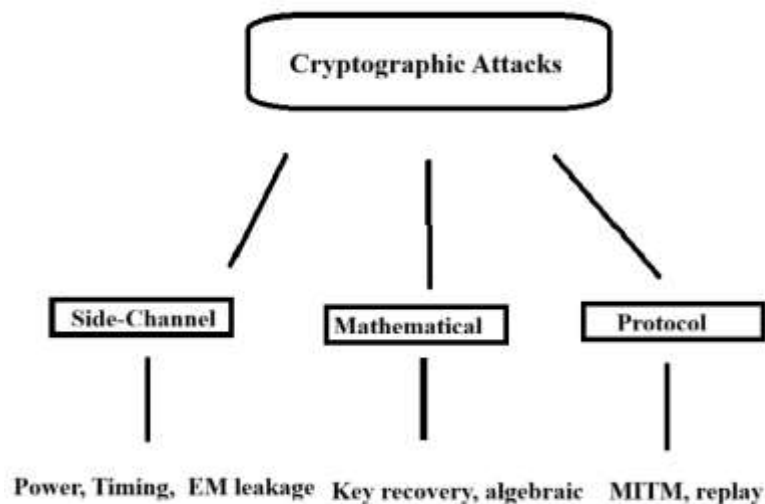 Cryptographic Attacks
Side-Channel
Mathematical
Protocol
Power, Timing, EM leakage
Key recovery, algebraic
MITM, replay